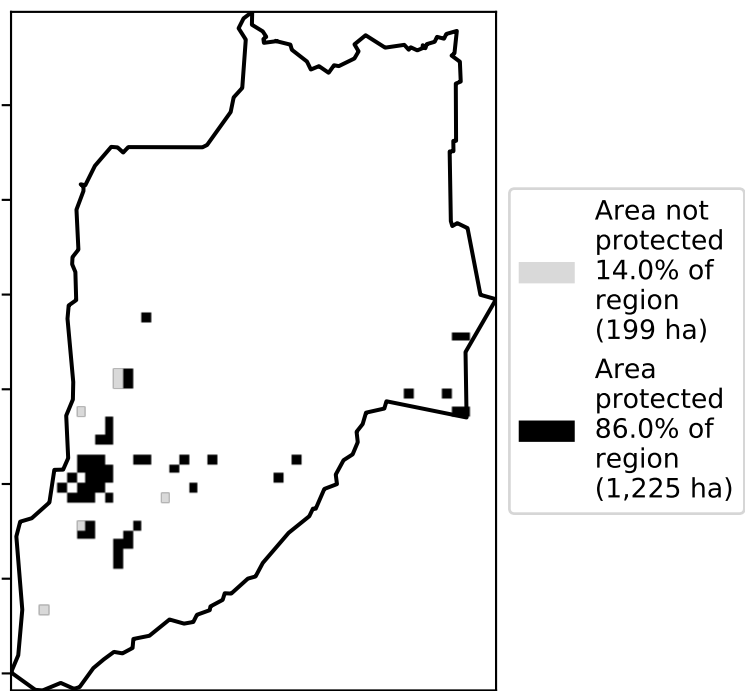 Area not
protected
14.0% of
region
(199 ha)
Area
protected
86.0% of
region
(1,225 ha)